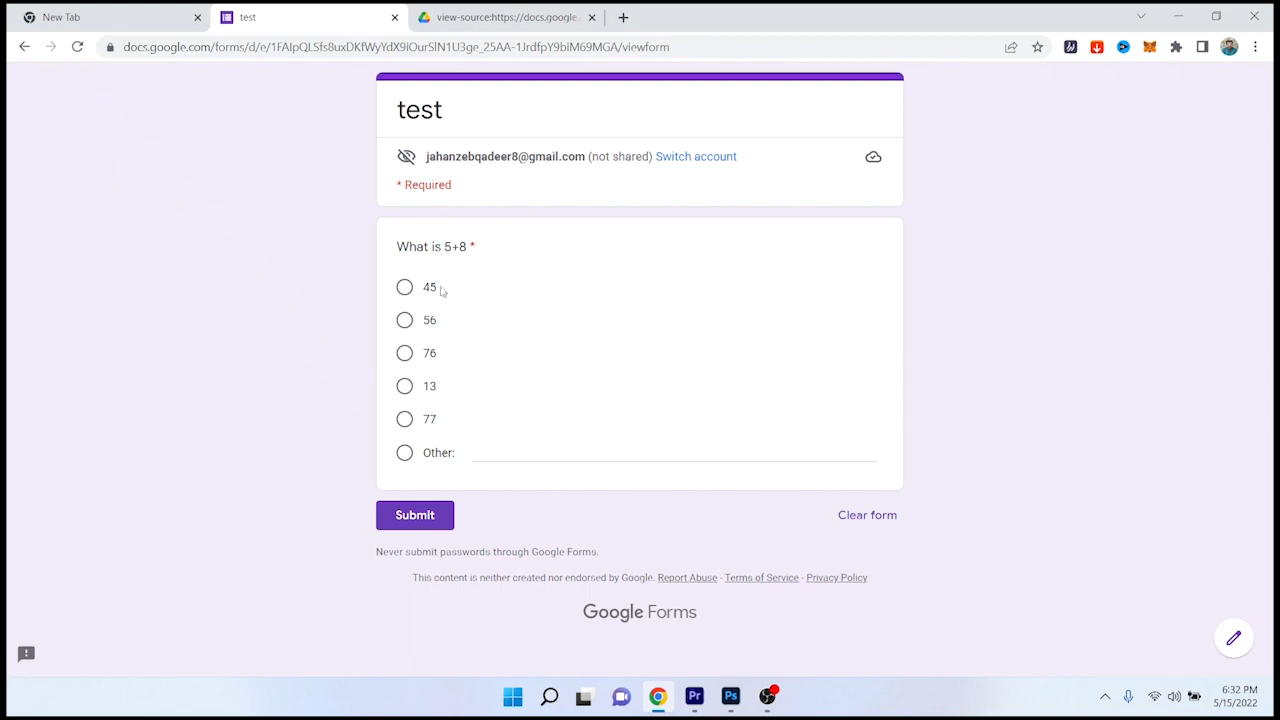 New Tab
test
view-source:https://docs.google.
docs.google.com/forms/d/e/1FAIpQLSfs8uxDKfWyYdX9iOurSlN1U3ge_25AA-1JrdfpY9biM69MGA/viewform
test
jahanzebqadeer8@gmail.com (not shared) Switch account
* Required
What is 5+8 *
45
56
76
13
77
Other:
Submit
Clear form
Never submit passwords through Google Forms.
This content is neither created nor endorsed by Google. Report Abuse - Terms of Service - Privacy Policy
Google Forms
Pr
Ps
6:32 PM
5/15/2022